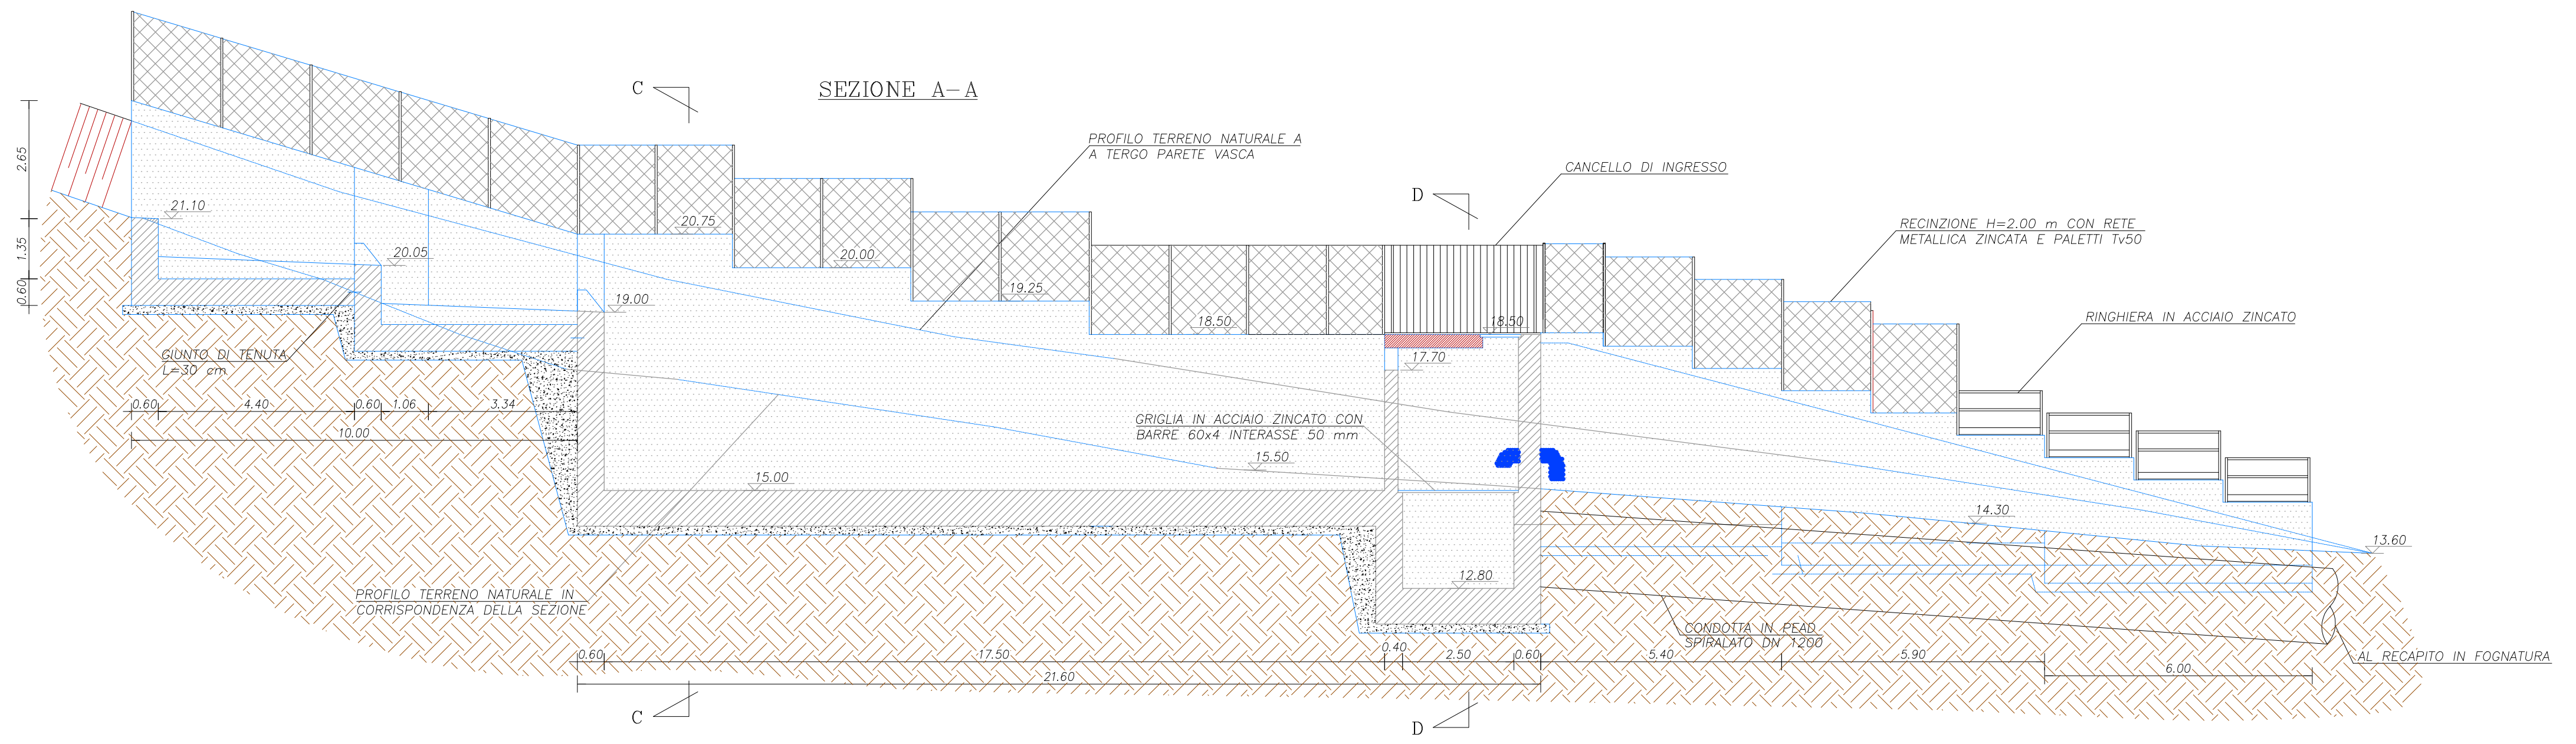 SEZIONE A-A
C
D
PROFILO TERRENO NATURALE A
A TERGO PARETE VASCA
CANCELLO DI INGRESSO
RECINZIONE H=2.00 m CON RETE
METALLICA ZINCATA E PALETTI Tv50
RINGHIERA IN ACCIAIO ZINCATO
2.65
1.35
0.60
21.10
20.05
20.75
20.00
19.25
19.00
18.50
18.50
17.70
GIUNTO DI TENUTA
L=30 cm
0.60
4.40
0.60
1.06
3.34
10.00
GRIGLIA IN ACCIAIO ZINCATO CON
BARRE 60x4 INTERASSE 50 mm
15.50
15.00
14.30
13.60
12.80
PROFILO TERRENO NATURALE IN
CORRISPONDENZA DELLA SEZIONE
CONDOTTA IN PEAD
SPIRALATO DN 1200
AL RECAPITO IN FOGNATURA
0.60
17.50
0.40
2.50
0.60
5.40
5.90
6.00
21.60
C
D